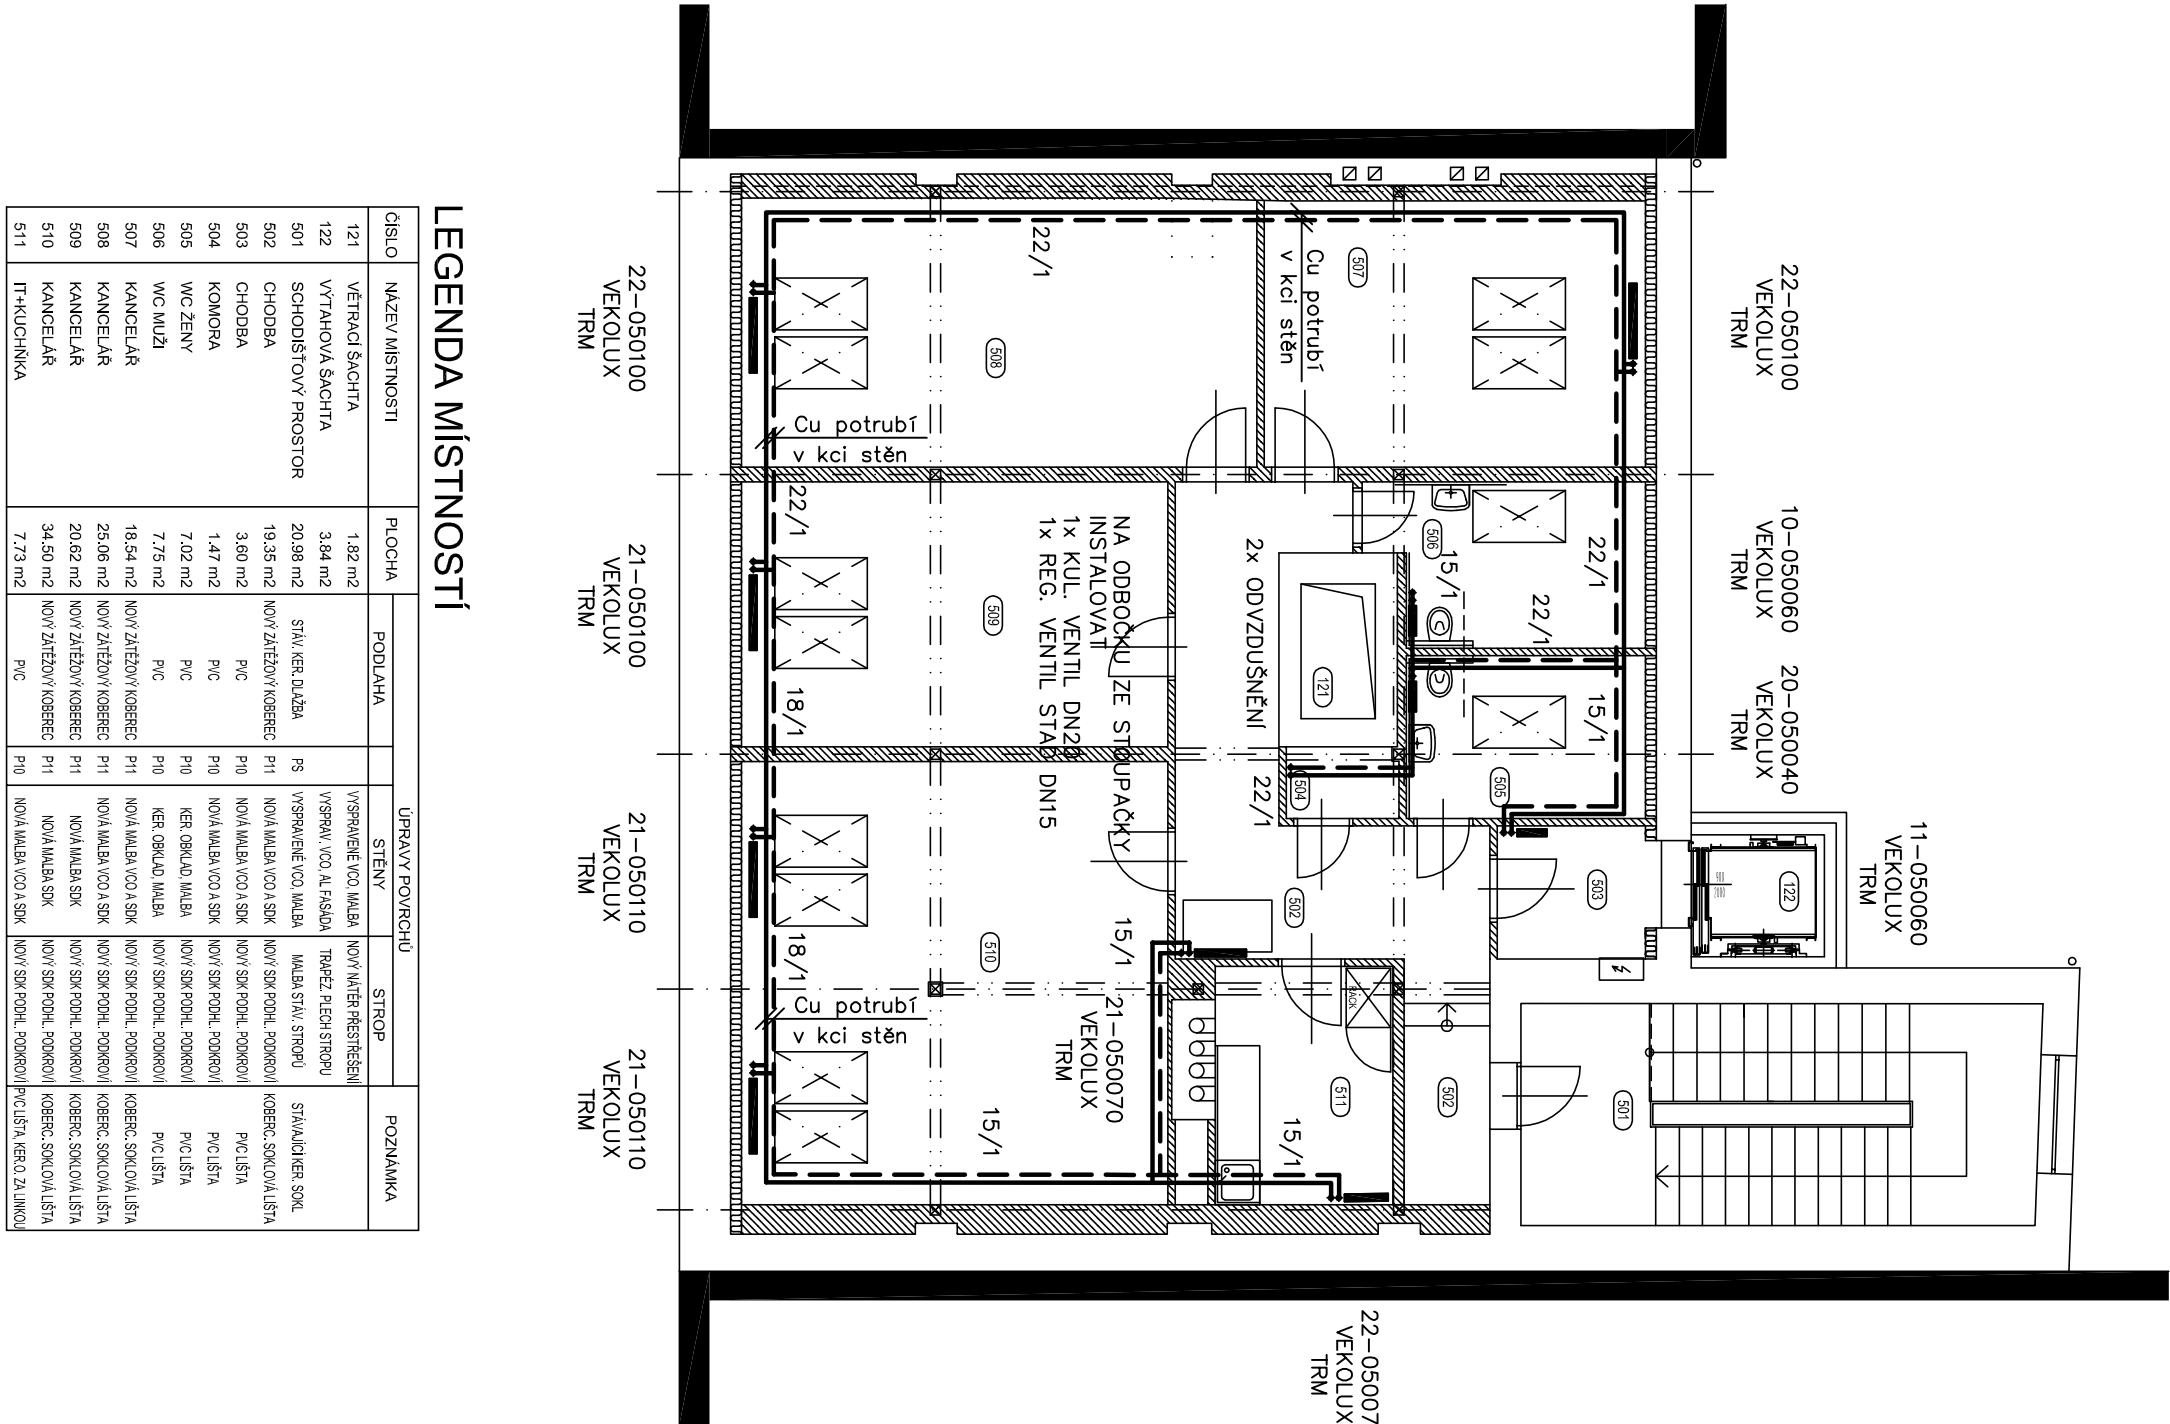 22-050100
VEKOLUX
TRM
10-050060
VEKOLUX
TRM
20-050040
VEKOLUX
TRM
11-050060
VEKOLUX
TRM
22-05007
VEKOLUX
TRM
22-050100
VEKOLUX
TRM
21-050100
VEKOLUX
TRM
21-050110
VEKOLUX
TRM
21-050110
VEKOLUX
TRM
21-050070
VEKOLUX
TRM
Cu potrubí
v kci stěn
Cu potrubí
v kci stěn
Cu potrubí
v kci stěn
NA ODBOČKU ZE STOUPAČKY
INSTALOVAT
1x KUL. VENTIL DN20
1x REG. VENTIL STAD DN15
2x ODVZDUŠNĚNÍ
22/1
22/1
22/1
22/1
22/1
18/1
18/1
15/1
15/1
15/1
15/1
15/1
507
508
506
509
121
504
505
503
122
502
510
511
502
501
RACK
LEGENDA MÍSTNOSTÍ
ČÍSLO NÁZEV MÍSTNOSTI PLOCHA ÚPRAVY POVRCHŮ POZNÁMKA
PODLAHA STĚNY STROP
121 VĚTRACÍ ŠACHTA 1.82 m2 VYSPRAVENÉ VCO, MALBA NOVÝ NÁTĚR PŘESTŘEŠENÍ
122 VÝTAHOVÁ ŠACHTA 3.84 m2 VYSPRAV. VCO, AL FASÁDA TRAPÉZ. PLECH STROPU
501 SCHODIŠŤOVÝ PROSTOR 20.98 m2 STÁV. KER. DLAŽBA PS VYSPRAVENÉ VCO, MALBA MALBA STÁV. STROPŮ STÁVAJÍCÍ KER. SOKL
502 CHODBA 19.35 m2 NOVÝ ZÁTĚŽOVÝ KOBEREC P11 NOVÁ MALBA VCO A SDK NOVÝ SDK PODHL. PODKROVÍ KOBERC. SOKLOVÁ LIŠTA
503 CHODBA 3.60 m2 PVC P10 NOVÁ MALBA VCO A SDK NOVÝ SDK PODHL. PODKROVÍ PVC LIŠTA
504 KOMORA 1.47 m2 PVC P10 NOVÁ MALBA VCO A SDK NOVÝ SDK PODHL. PODKROVÍ PVC LIŠTA
505 WC ŽENY 7.02 m2 PVC P10 KER. OBKLAD, MALBA NOVÝ SDK PODHL. PODKROVÍ PVC LIŠTA
506 WC MUŽI 7.75 m2 PVC P10 KER. OBKLAD, MALBA NOVÝ SDK PODHL. PODKROVÍ PVC LIŠTA
507 KANCELÁŘ 18.54 m2 NOVÝ ZÁTĚŽOVÝ KOBEREC P11 NOVÁ MALBA VCO A SDK NOVÝ SDK PODHL. PODKROVÍ KOBERC. SOKLOVÁ LIŠTA
508 KANCELÁŘ 25.06 m2 NOVÝ ZÁTĚŽOVÝ KOBEREC P11 NOVÁ MALBA VCO A SDK NOVÝ SDK PODHL. PODKROVÍ KOBERC. SOKLOVÁ LIŠTA
509 KANCELÁŘ 20.62 m2 NOVÝ ZÁTĚŽOVÝ KOBEREC P11 NOVÁ MALBA SDK NOVÝ SDK PODHL. PODKROVÍ KOBERC. SOKLOVÁ LIŠTA
510 KANCELÁŘ 34.50 m2 NOVÝ ZÁTĚŽOVÝ KOBEREC P11 NOVÁ MALBA SDK NOVÝ SDK PODHL. PODKROVÍ KOBERC. SOKLOVÁ LIŠTA
511 IT+KUCHŇKA 7.73 m2 PVC P10 NOVÁ MALBA VCO A SDK NOVÝ SDK PODHL. PODKROVÍ PVC LIŠTA, KER.O. ZA LINKOU